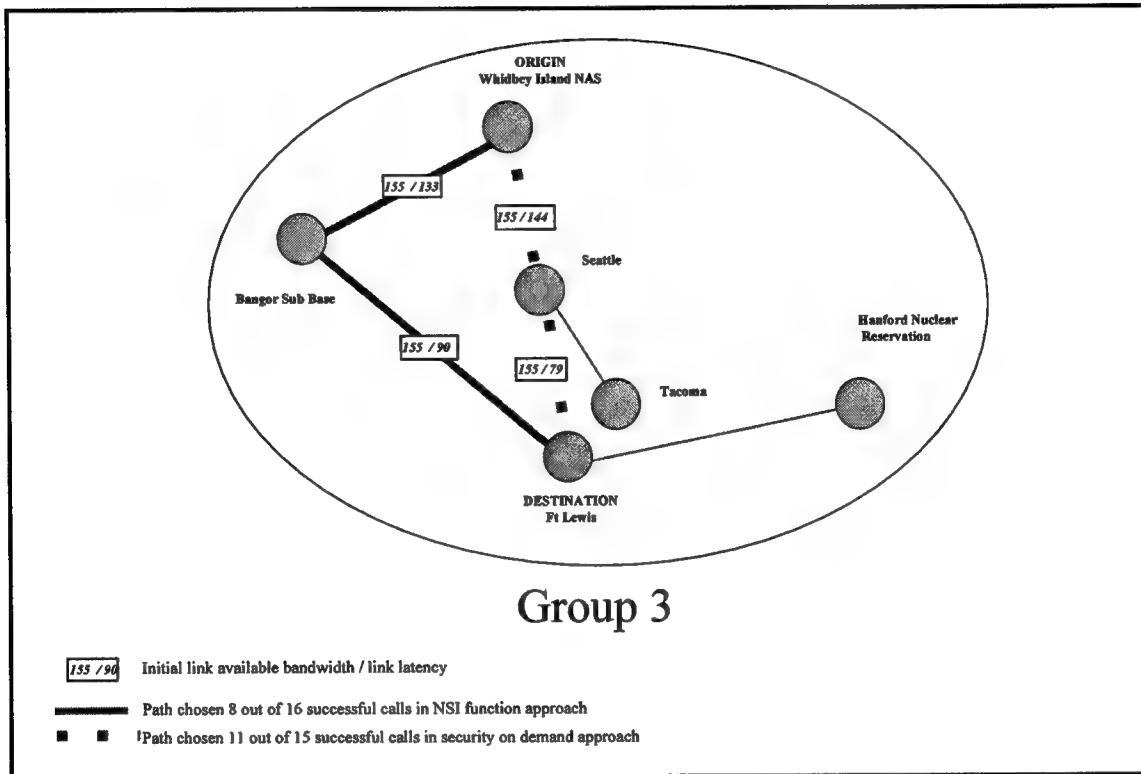 ORIGIN
Whidbey Island NAS
155 / 133
155 / 144
Seattle
Bangor Sub Base
Hanford Nuclear
Reservation
155 / 90
155 / 79
Tacoma
DESTINATION
Ft Lewis
Group 3
155 / 90 Initial link available bandwidth / link latency
Path chosen 8 out of 16 successful calls in NSI function approach
Path chosen 11 out of 15 successful calls in security on demand approach